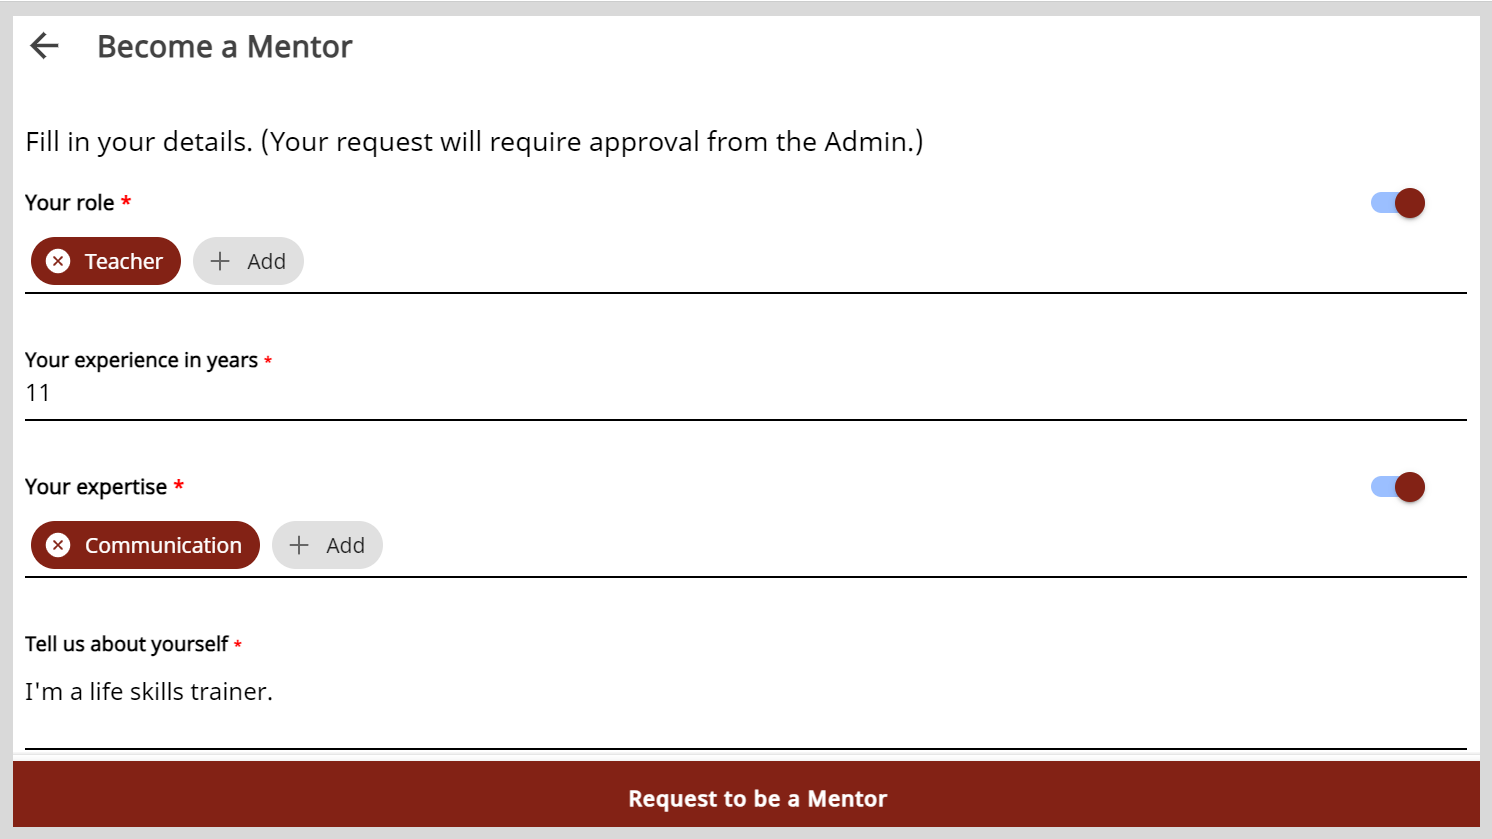 Become a Mentor
Fill in your details. (Your request will require approval from the Admin.)
Your role *
Teacher Add
Your experience in years *
11
Your expertise *
Communication Add
Tell us about yourself *
I'm a life skills trainer.
Request to be a Mentor